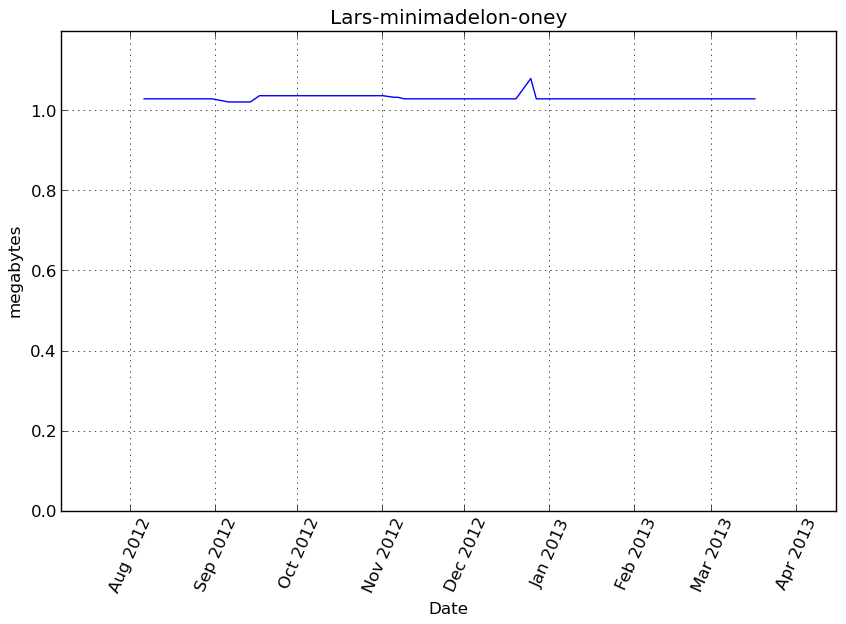 Lars-minimadelon-oney
1.0
0.8
megabytes
0.6
0.4
0.2
0.0
Aug 2012
Sep 2012
Oct 2012
Nov 2012
Dec 2012
Jan 2013
Feb 2013
Mar 2013
Apr 2013
Date